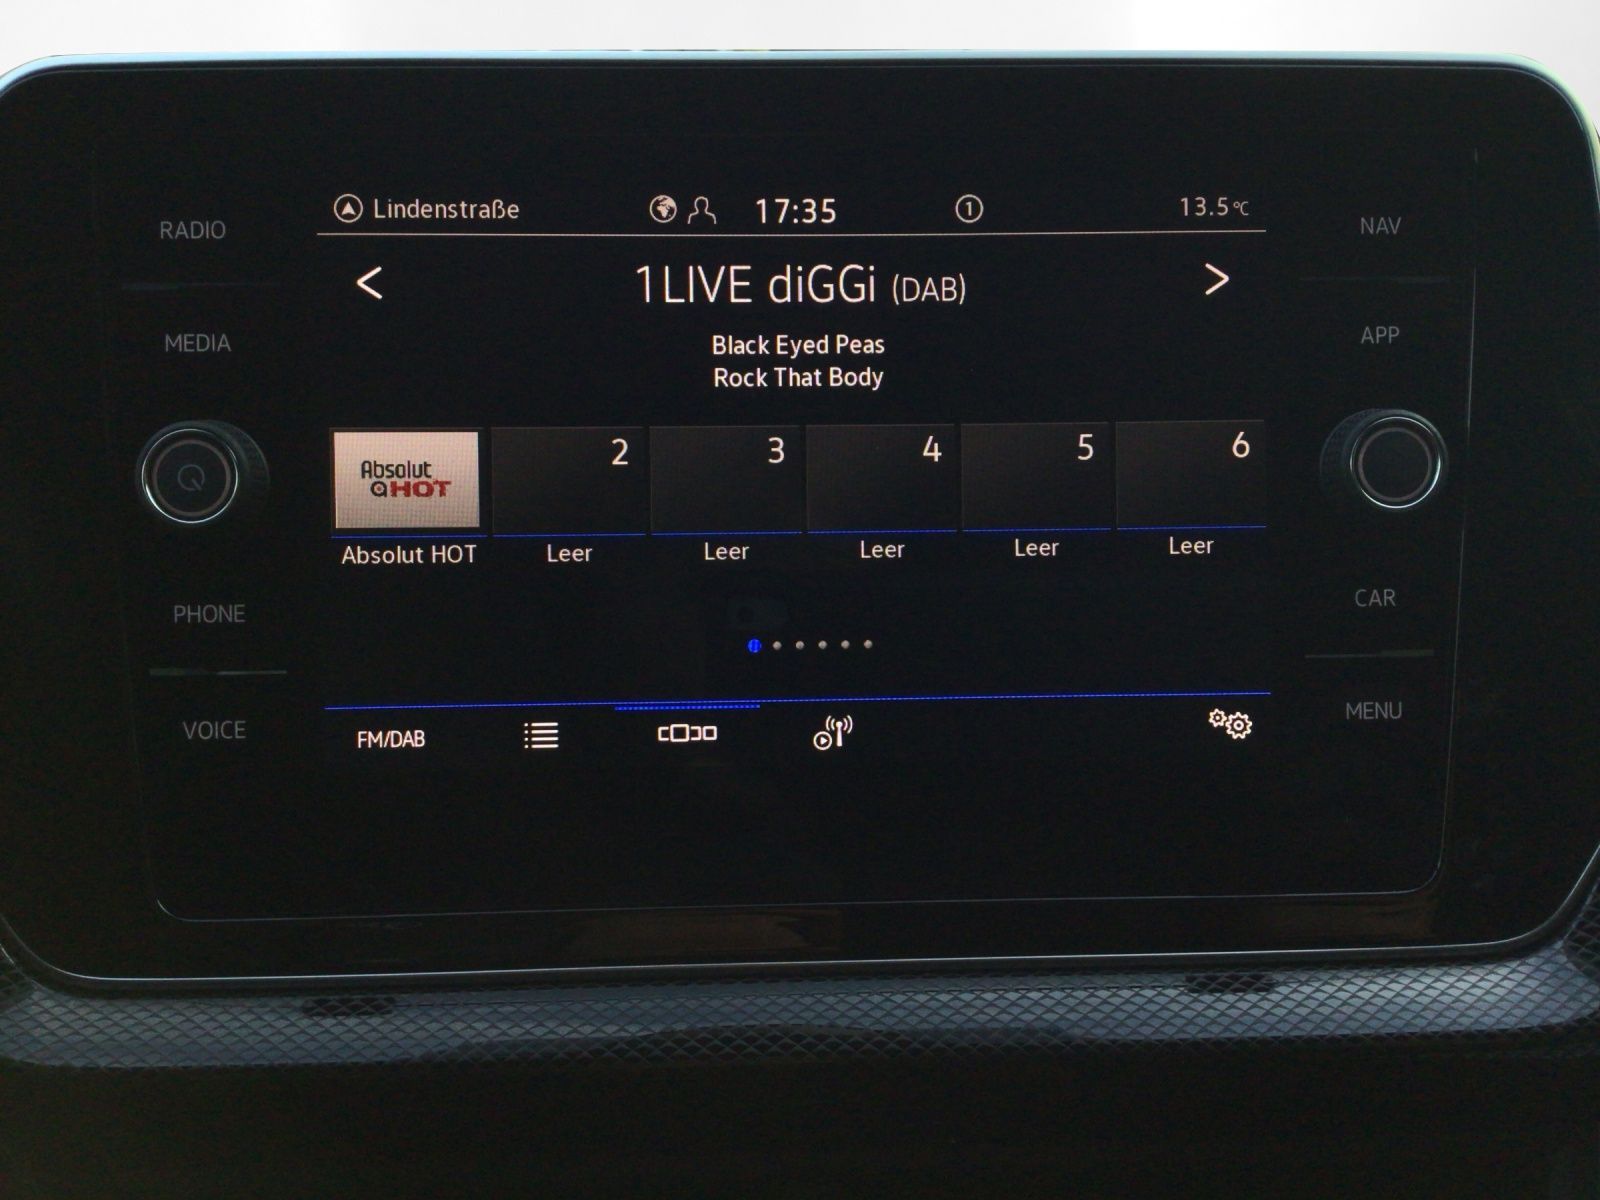 Lindenstraße 17:35 1 13.5°C
RADIO
NAV
< 1LIVE diGGi (DAB) >
MEDIA
APP
Black Eyed Peas
Rock That Body
Absolut
HOT
2 3 4 5 6
Absolut HOT Leer Leer Leer Leer Leer
PHONE
CAR
VOICE
MENU
FM/DAB